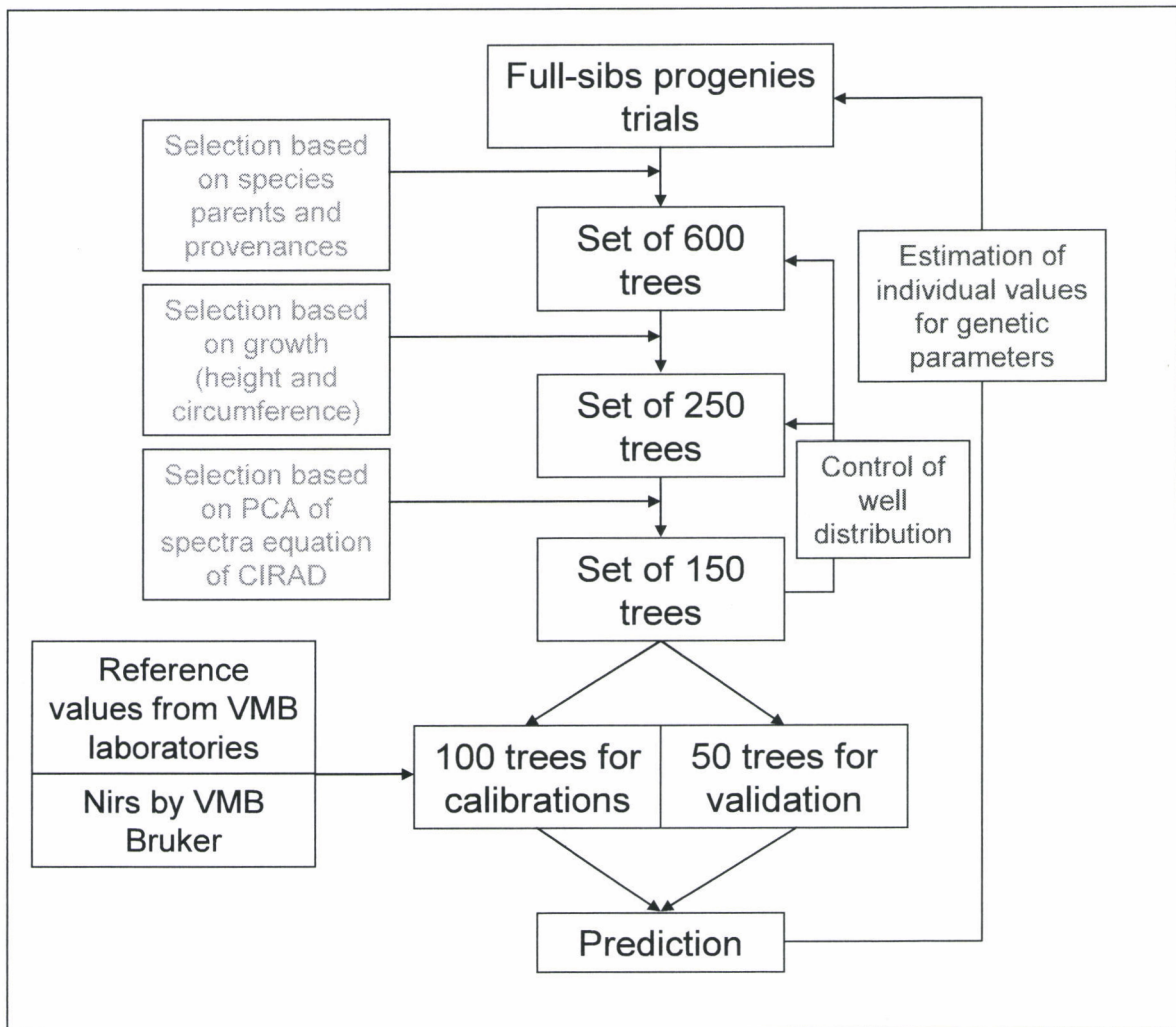 Full-sibs progenies
trials
Selection based
on species
parents and
provenances
Set of 600
trees
Estimation of
individual values
for genetic
parameters
Selection based
on growth
(height and
circumference)
Set of 250
trees
Control of
well
distribution
Selection based
on PCA of
spectra equation
of CIRAD
Set of 150
trees
Reference
values from VMB
laboratories
Nirs by VMB
Bruker
100 trees for
calibrations
50 trees for
validation
Prediction